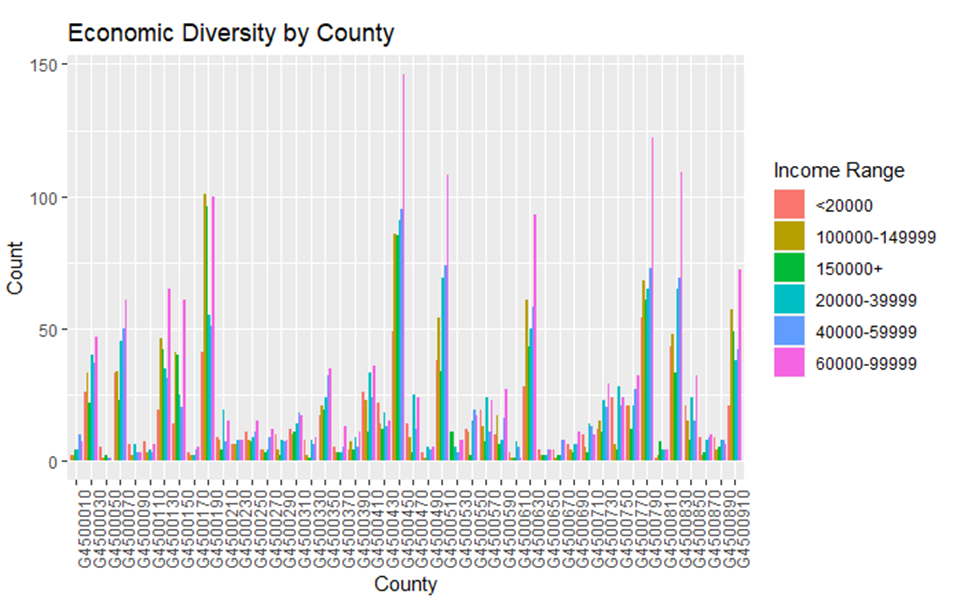 Economic Diversity by County
Count
150
100
50
0
G4500010
G4500030
G4500050
G4500070
G4500090
G4500110
G4500130
G4500150
G4500170
G4500190
G4500210
G4500230
G4500250
G4500270
G4500290
G4500310
G4500330
G4500350
G4500370
G4500390
G4500410
G4500430
G4500450
G4500470
G4500490
G4500510
G4500530
G4500550
G4500570
G4500590
G4500610
G4500630
G4500650
G4500670
G4500690
G4500710
G4500730
G4500750
G4500770
G4500790
G4500810
G4500830
G4500850
G4500870
G4500890
G4500910
County
Income Range
<20000
100000-149999
150000+
20000-39999
40000-59999
60000-99999